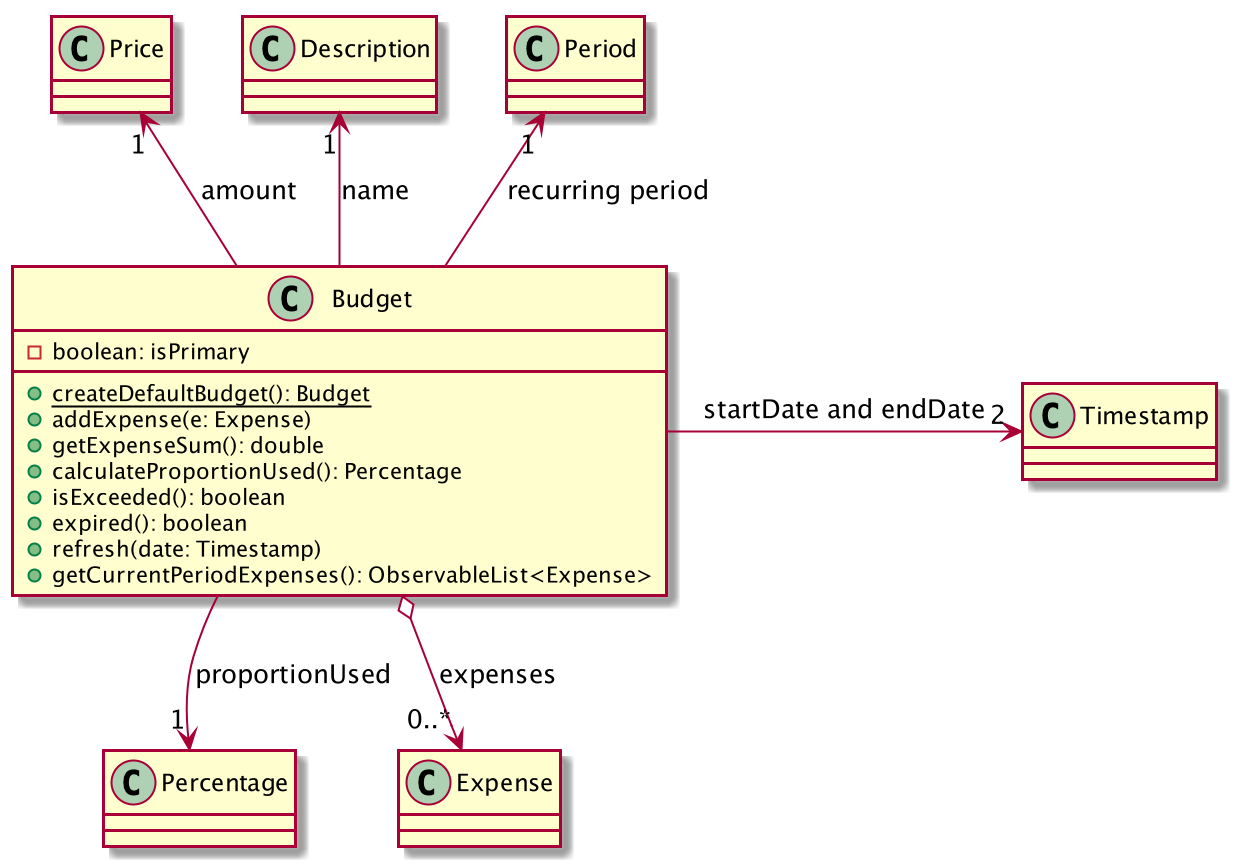 C Price
C Description
C Period
1
1
1
amount
name
recurring period
C Budget
boolean: isPrimary
createDefaultBudget(): Budget
addExpense(e: Expense)
getExpenseSum(): double
calculateProportionUsed(): Percentage
isExceeded(): boolean
expired(): boolean
refresh(date: Timestamp)
getCurrentPeriodExpenses(): ObservableList<Expense>
startDate and endDate
2
C Timestamp
proportionUsed
expenses
1
0..*
C Percentage
C Expense